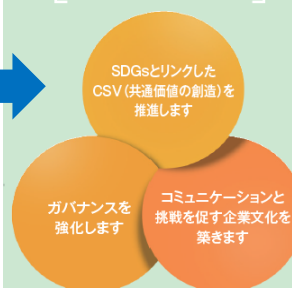 SDGsとリンクした
CSV(共通価値の創造)を
推進します
ガバナンスを
強化します
コミュニケーションと
挑戦を促す企業文化を
築きます